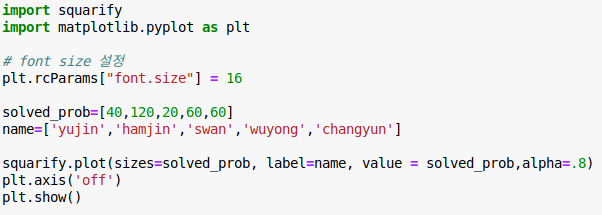 import squarify
import matplotlib.pyplot as plt
# font size 설정
plt.rcParams["font.size"] = 16
solved_prob=[40,120,20,60,60]
name=['yujin','hamjin','swan','wuyong','changyun']
squarify.plot(sizes=solved_prob, label=name, value = solved_prob,alpha=.8)
plt.axis('off')
plt.show()